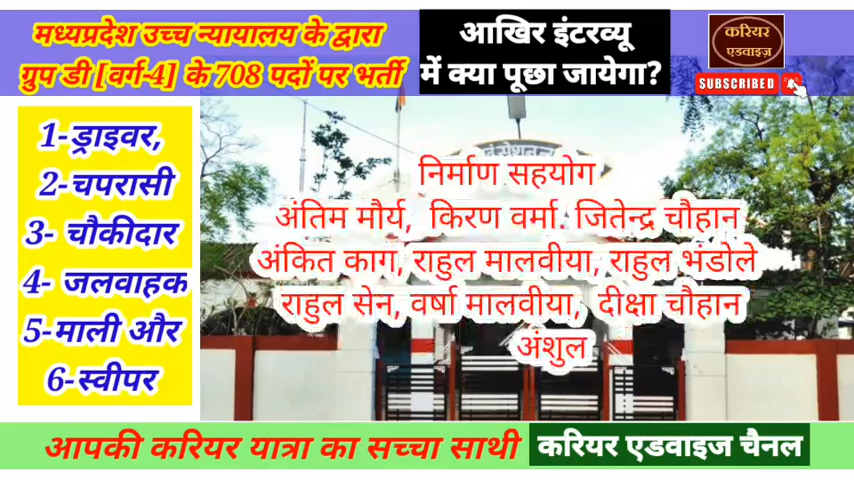 मध्यप्रदेश उच्च न्यायालय के द्वारा
ग्रुप डी [वर्ग-4] के 708 पदों पर भर्ती
आखिर इंटरव्यू
में क्या पूछा जायेगा?
करियर
एडवाइज़
SUBSCRIBED
1-ड्राइवर,
2-चपरासी
3- चौकीदार
4- जलवाहक
5-माली और
6-स्वीपर
निर्माण सहयोग
अंतिम मौर्य, किरण वर्मा. जितेन्द्र चौहान
अंकित काग, राहुल मालवीया, राहुल भंडोले
राहुल सेन, वर्षा मालवीया, दीक्षा चौहान
अंशुल
आपकी करियर यात्रा का सच्चा साथी
करियर एडवाइज चैनल